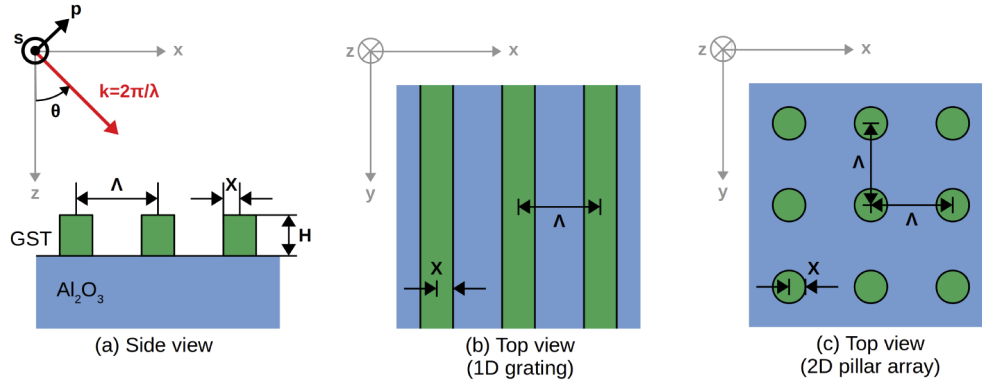 p
s
x
k=2π/λ
θ
z
Λ
X
GST
H
Al₂O₃
(a) Side view
z
x
y
Λ
X
(b) Top view
(1D grating)
z
x
y
Λ
Λ
X
(c) Top view
(2D pillar array)